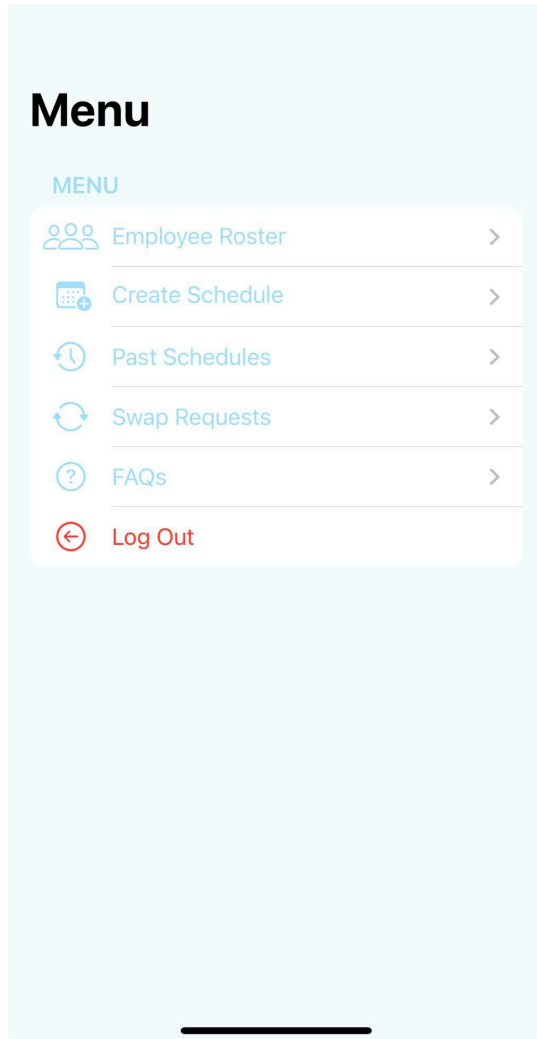 Menu
MENU
Employee Roster
Create Schedule
Past Schedules
Swap Requests
FAQs
Log Out